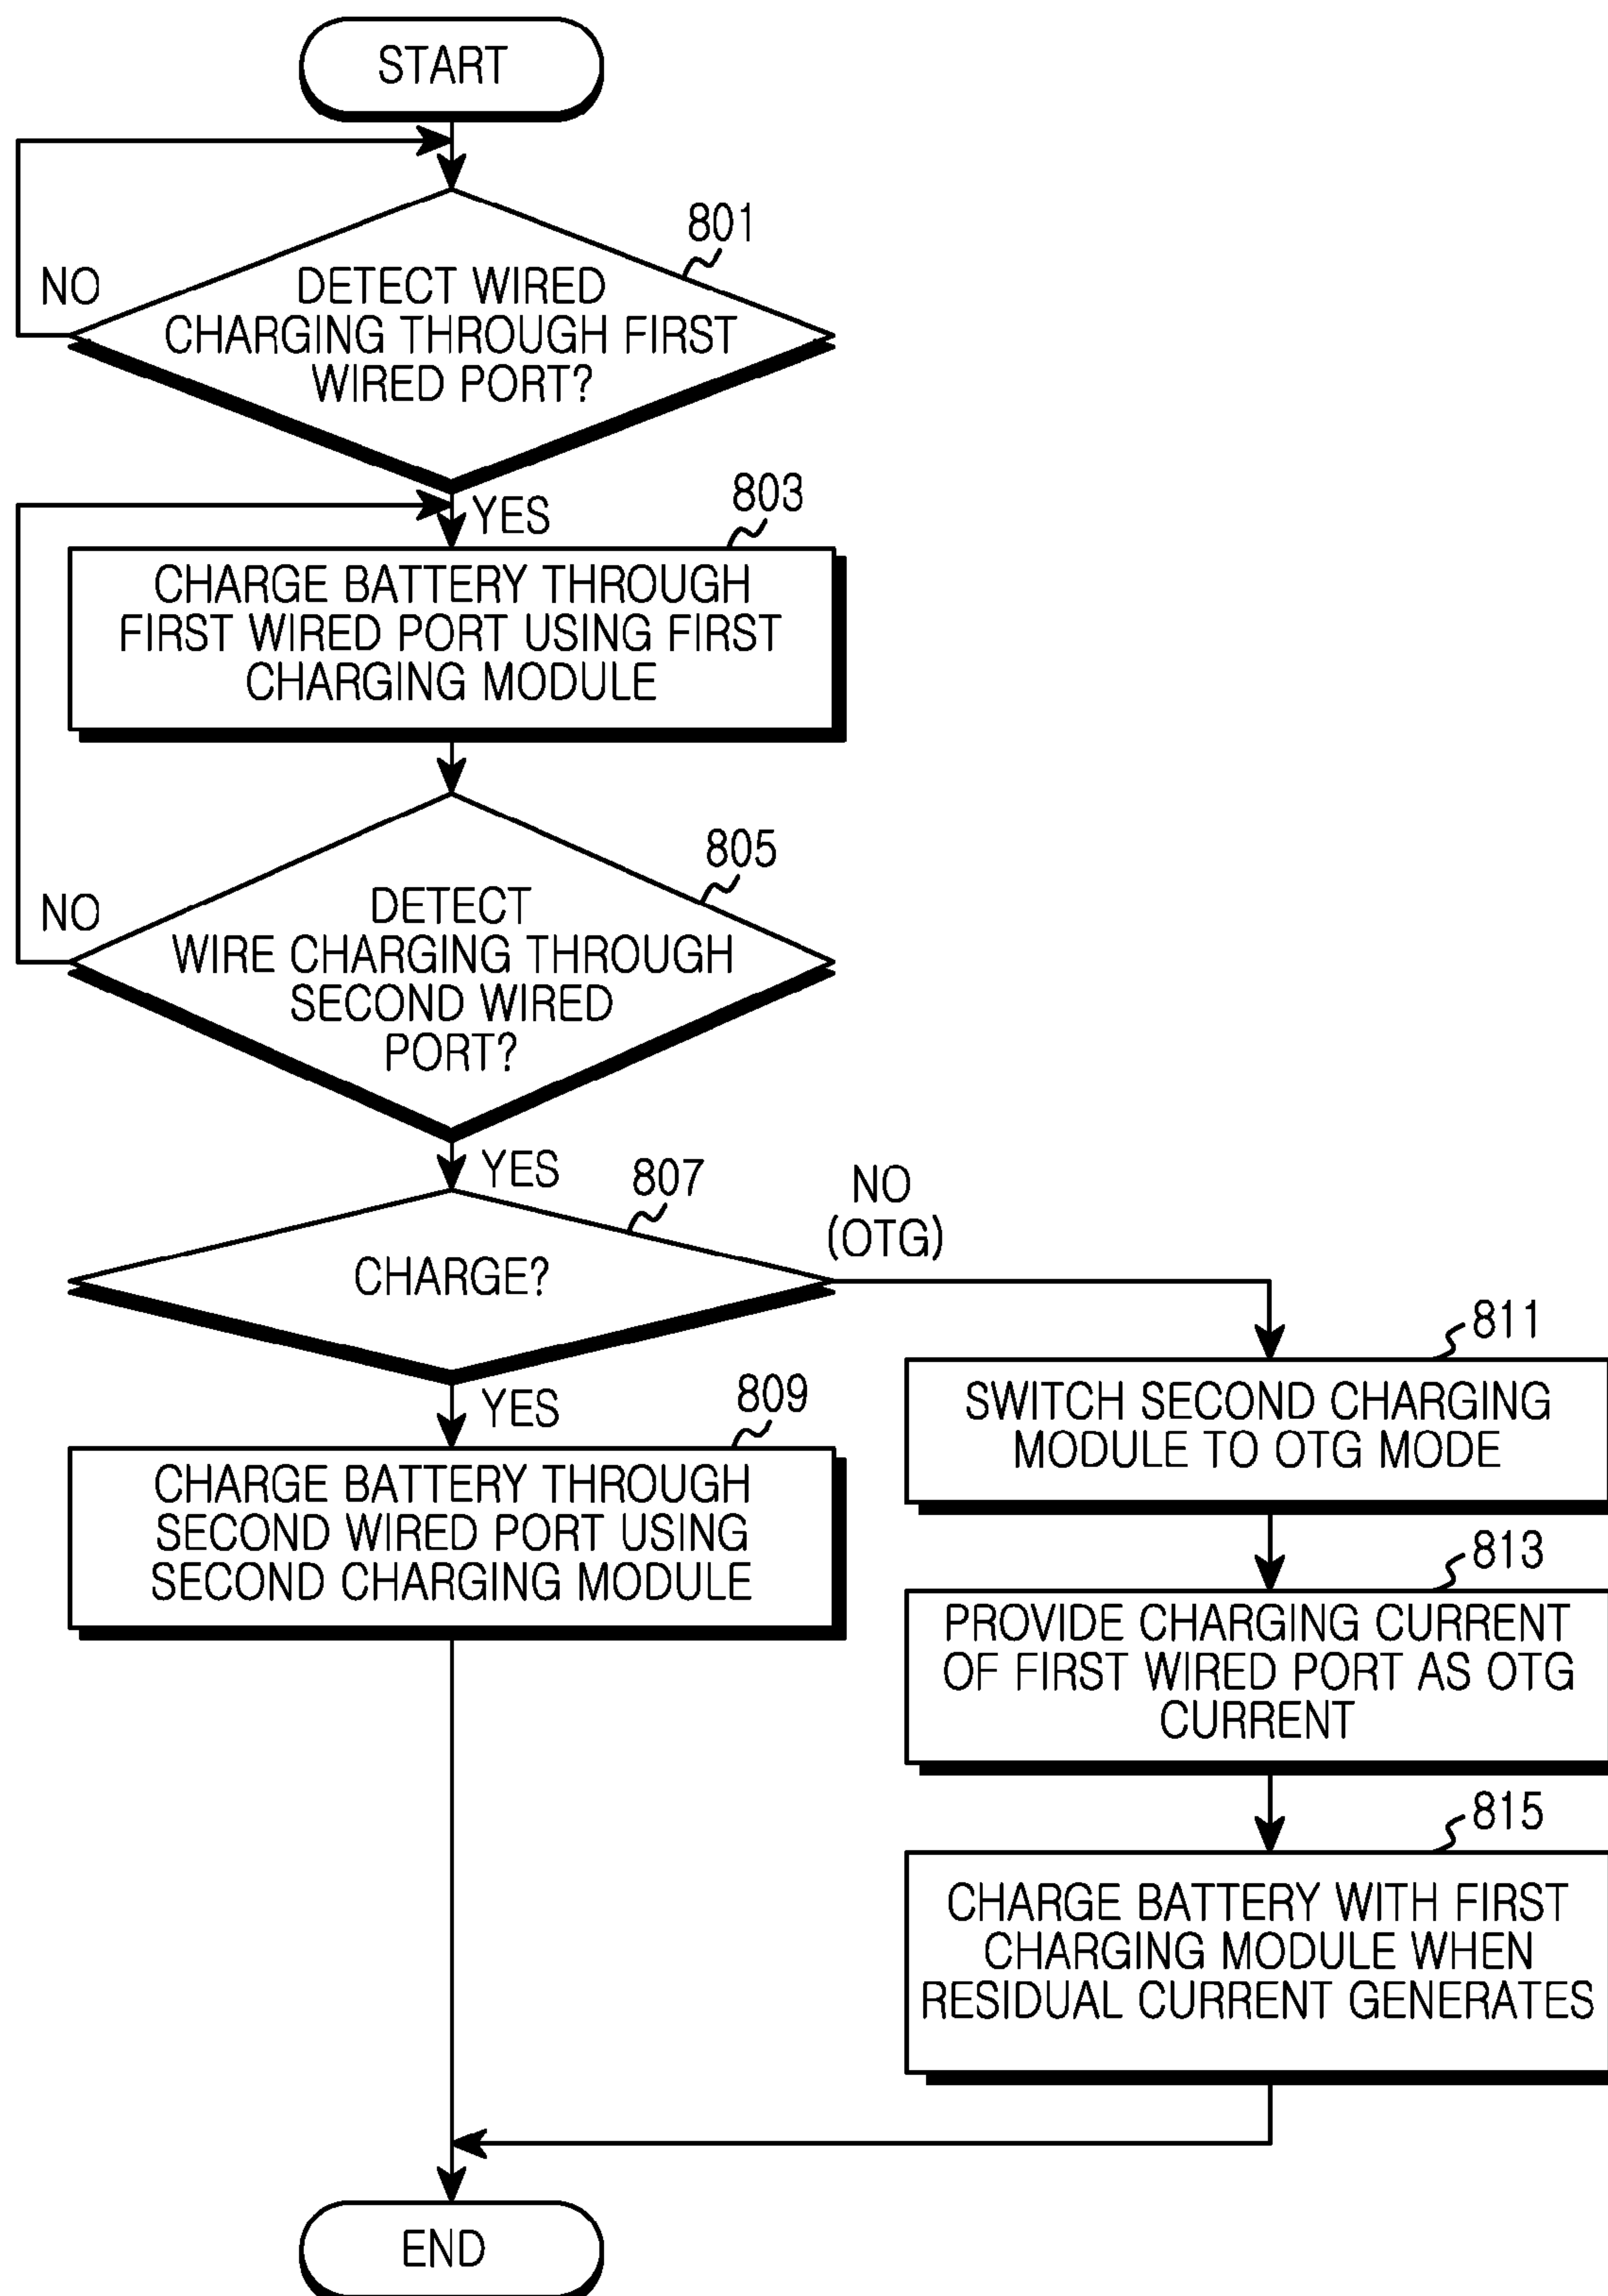 START
801
NO
DETECT WIRED
CHARGING THROUGH FIRST
WIRED PORT?
YES
803
CHARGE BATTERY THROUGH
FIRST WIRED PORT USING FIRST
CHARGING MODULE
805
NO
DETECT
WIRE CHARGING THROUGH
SECOND WIRED
PORT?
YES
807
NO
(OTG)
CHARGE?
YES
809
CHARGE BATTERY THROUGH
SECOND WIRED PORT USING
SECOND CHARGING MODULE
811
SWITCH SECOND CHARGING
MODULE TO OTG MODE
813
PROVIDE CHARGING CURRENT
OF FIRST WIRED PORT AS OTG
CURRENT
815
CHARGE BATTERY WITH FIRST
CHARGING MODULE WHEN
RESIDUAL CURRENT GENERATES
END